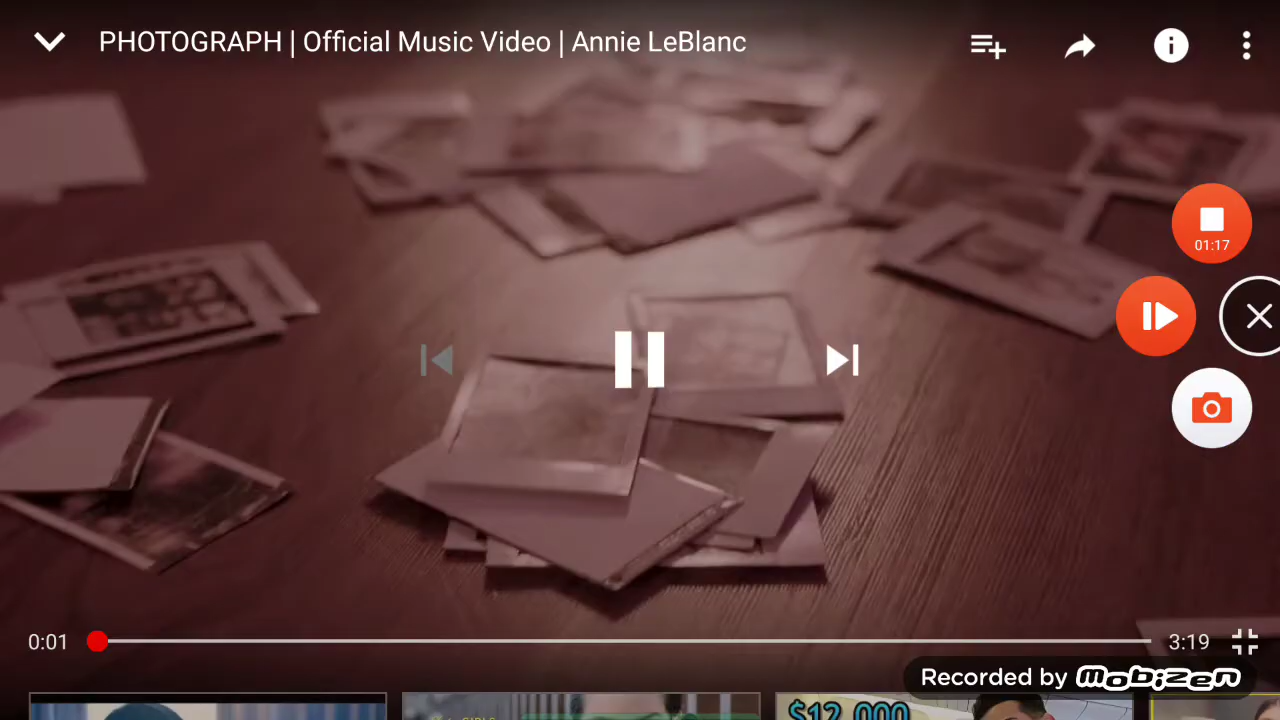 PHOTOGRAPH | Official Music Video | Annie LeBlanc
01:17
0:01
3:19
Recorded by mobizen
$12,000